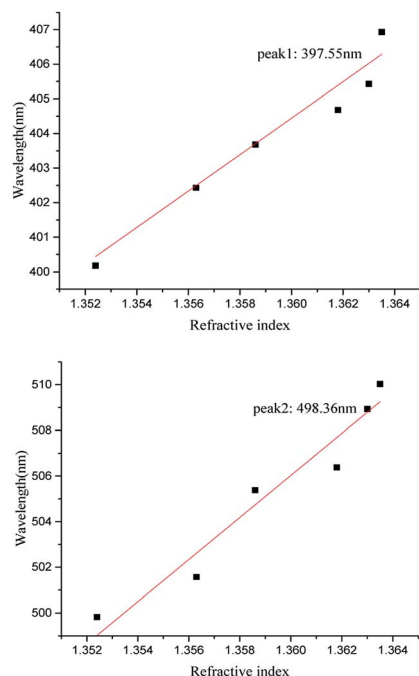 407
406
405
404
403
402
401
400
peak1: 397.55nm
Wavelength(nm)
1.352 1.354 1.356 1.358 1.360 1.362 1.364
Refractive index
510
508
506
504
502
500
peak2: 498.36nm
Wavelength(nm)
1.352 1.354 1.356 1.358 1.360 1.362 1.364
Refractive index